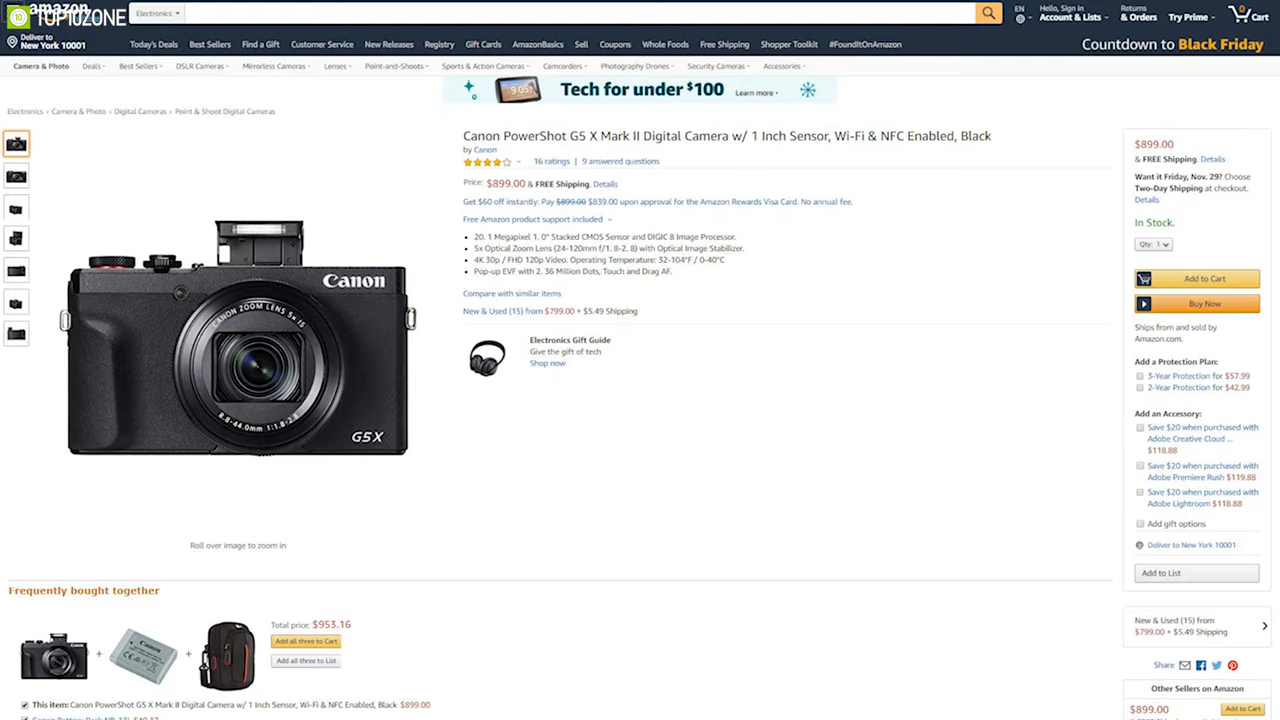 TOP10ZONE
10
amazon
Electronics
EN
Hello, Sign in
Account & Lists
Returns
& Orders
Try Prime
0
Cart
Deliver to
New York 10001
Today's Deals
Best Sellers
Find a Gift
Customer Service
New Releases
Registry
Gift Cards
AmazonBasics
Sell
Coupons
Whole Foods
Free Shipping
Shopper Toolkit
#FoundItOnAmazon
Countdown to Black Friday
Camera & Photo
Deals
Best Sellers
DSLR Cameras
Mirrorless Cameras
Lenses
Point-and-Shoots
Sports & Action Cameras
Camcorders
Photography Drones
Security Cameras
Accessories
9:05
Tech for under $100
Learn more ›
Electronics › Camera & Photo › Digital Cameras › Point & Shoot Digital Cameras
Canon PowerShot G5 X Mark II Digital Camera w/ 1 Inch Sensor, Wi-Fi & NFC Enabled, Black
by Canon
16 ratings | 9 answered questions
Price: $899.00 & FREE Shipping. Details
Get $60 off instantly: Pay $899.00 $839.00 upon approval for the Amazon Rewards Visa Card. No annual fee.
Free Amazon product support included
20. 1 Megapixel 1. 0" Stacked CMOS Sensor and DIGIC 8 Image Processor.
5x Optical Zoom Lens (24-120mm f/1. 8-2. 8) with Optical Image Stabilizer.
4K 30p / FHD 120p Video. Operating Temperature: 32-104°F / 0-40°C
Pop-up EVF with 2. 36 Million Dots, Touch and Drag AF.
Compare with similar items
New & Used (15) from $799.00 + $5.49 Shipping
Electronics Gift Guide
Give the gift of tech
Shop now
Canon
CANON ZOOM LENS 5x IS
8.8-44.0mm 1:1.8-2.8
G5X
Roll over image to zoom in
$899.00
& FREE Shipping. Details
Want it Friday, Nov. 29? Choose
Two-Day Shipping at checkout.
Details
In Stock.
Qty: 1
Add to Cart
Buy Now
Ships from and sold by
Amazon.com.
Add a Protection Plan:
3-Year Protection for $57.99
2-Year Protection for $42.99
Add an Accessory:
Save $20 when purchased with
Adobe Creative Cloud ...
$118.88
Save $20 when purchased with
Adobe Premiere Rush $119.88
Save $20 when purchased with
Adobe Lightroom $118.88
Add gift options
Deliver to New York 10001
Add to List
New & Used (15) from
$799.00 + $5.49 Shipping
Share
Other Sellers on Amazon
$899.00
Add to Cart
Frequently bought together
Canon
Total price: $953.16
Add all three to Cart
Add all three to List
This item: Canon PowerShot G5 X Mark II Digital Camera w/ 1 Inch Sensor, Wi-Fi & NFC Enabled, Black $899.00